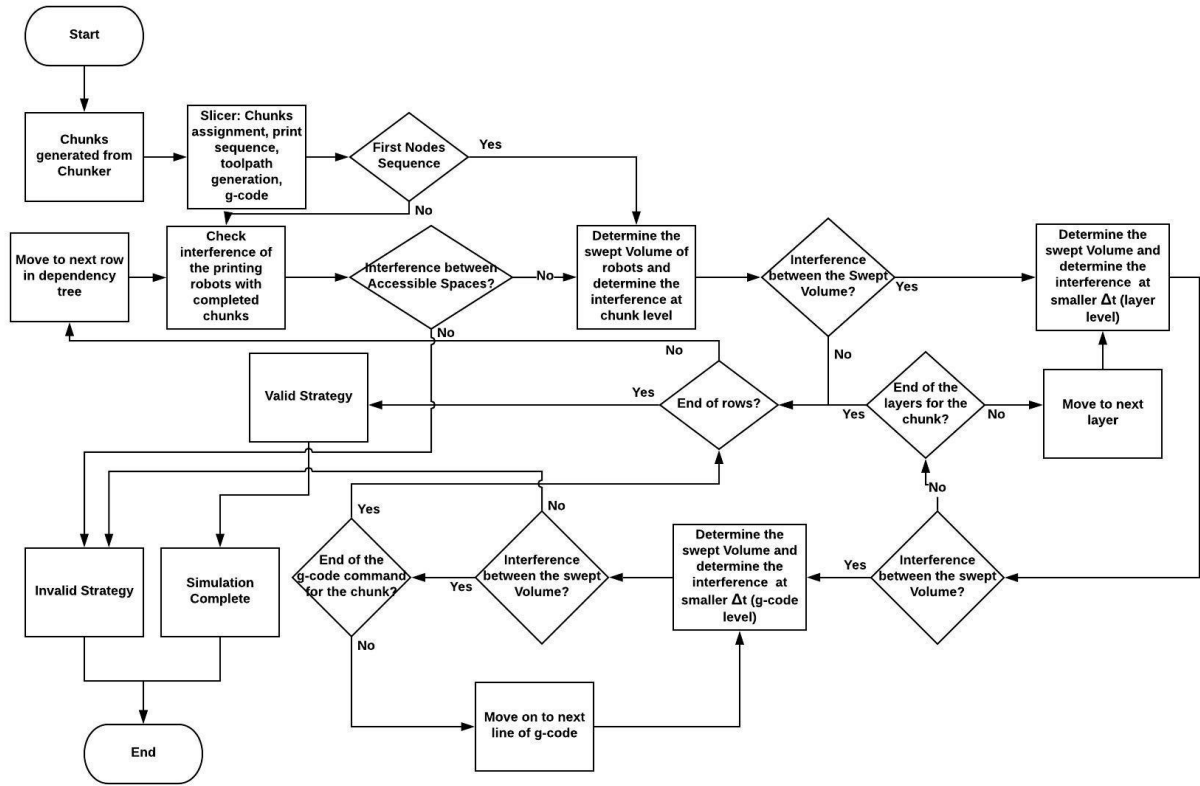 Start
Chunks
generated from
Chunker
Slicer: Chunks
assignment, print
sequence,
toolpath
generation,
g-code
First Nodes
Sequence
Yes
No
Move to next row
in dependency
tree
Check
interference of
the printing
robots with
completed
chunks
Interference between
Accessible Spaces?
No
No
Determine the
swept Volume of
robots and
determine the
interference at
chunk level
Interference
between the Swept
Volume?
Yes
No
Determine the
swept Volume and
determine the
interference at
smaller Δt (layer
level)
Valid Strategy
Yes
No
End of rows?
Yes
End of the
layers for the
chunk?
No
Move to next
layer
Invalid Strategy
Simulation
Complete
Yes
End of the
g-code command
for the chunk?
No
Yes
No
Interference
between the swept
Volume?
Determine the
swept Volume and
determine the
interference at
smaller Δt (g-code
level)
Yes
No
Interference
between the swept
Volume?
Move on to next
line of g-code
End